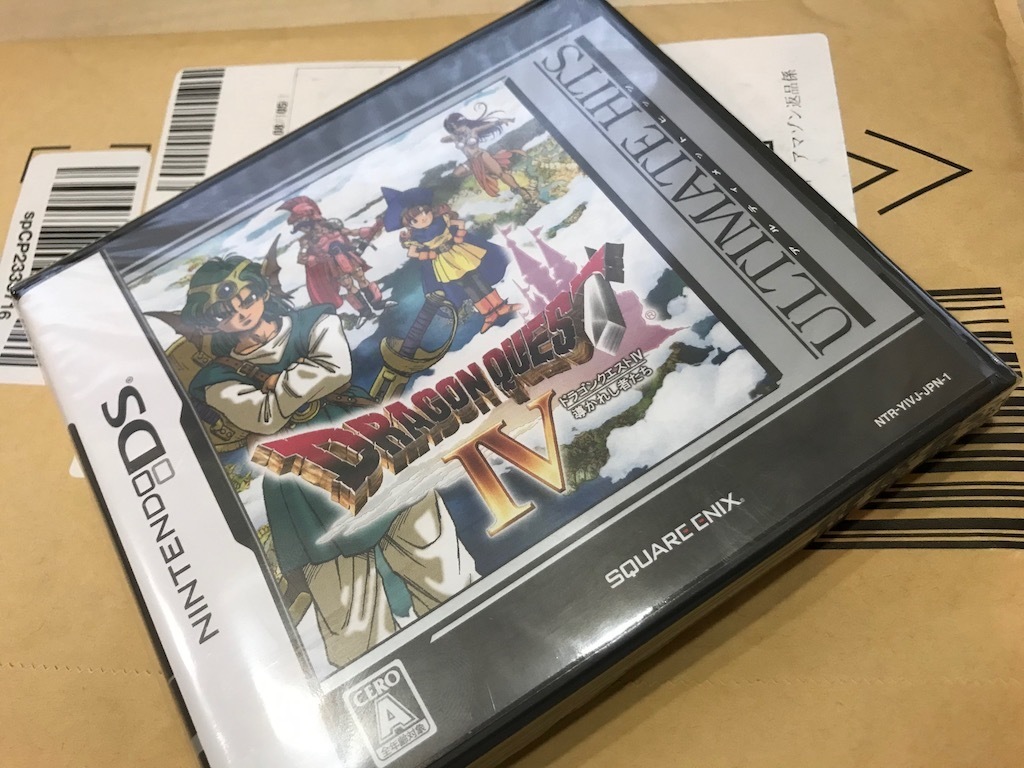 NINTENDO DS
DRAGON QUEST
IV
®
ドラゴンクエストIV
導かれし者たち
ULTIMATE HITS
アルティメットヒッツ
SQUARE ENIX
NTR-YIVJ-JPN-1
CERO
A
全年齢対象
アマゾン返品係